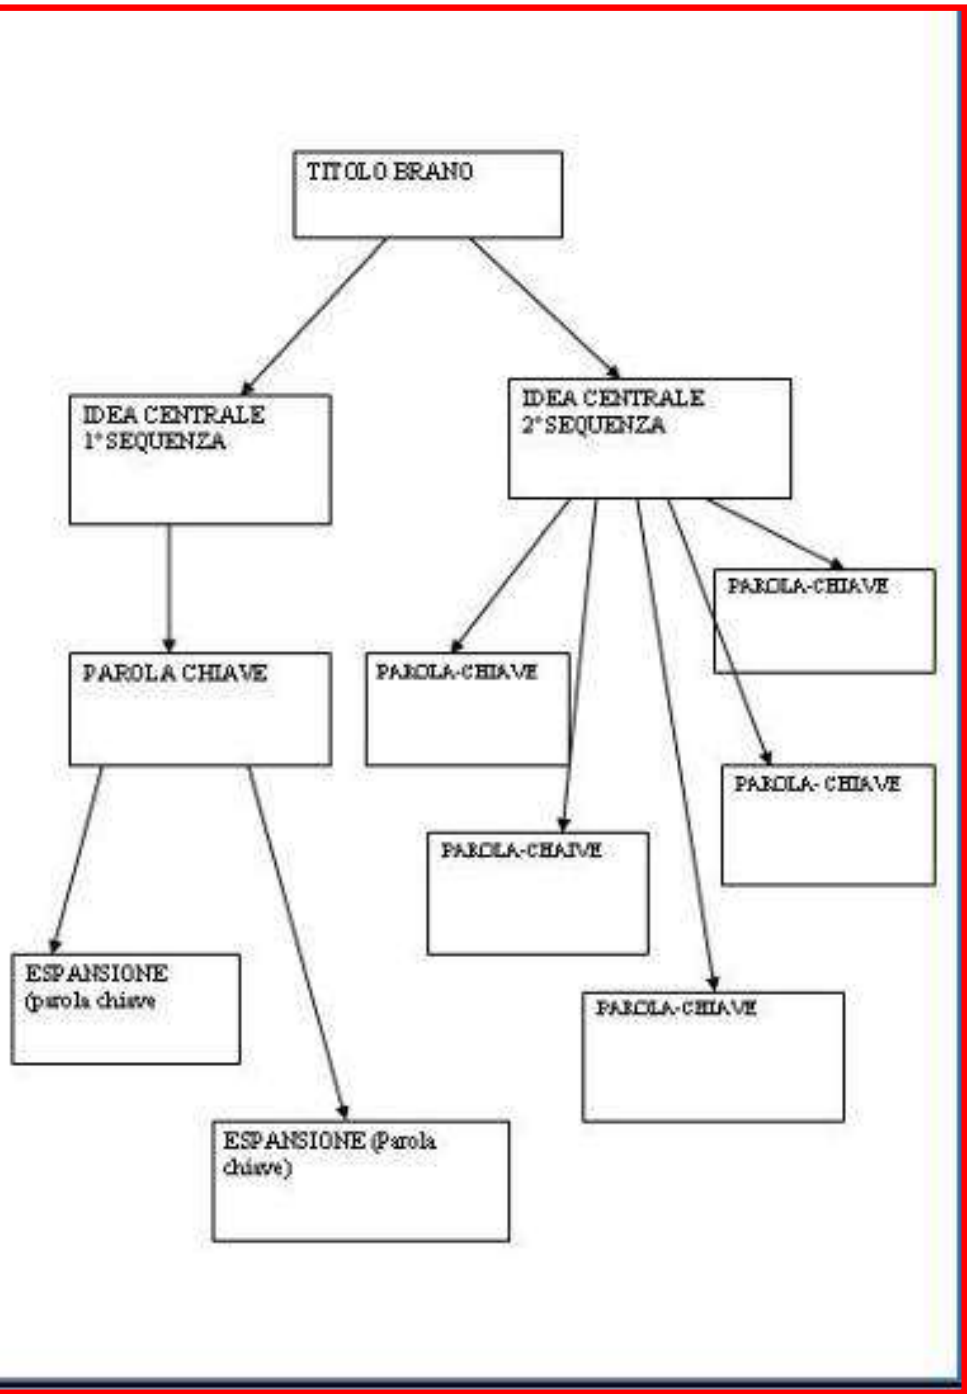 TITOLO BRANO
IDEA CENTRALE
1° SEQUENZA
IDEA CENTRALE
2° SEQUENZA
PAROLA-CHIAVE
PAROLA CHIAVE
PAROLA-CHIAVE
PAROLA- CHIAVE
PAROLA-CHAIVE
ESPANSIONE
(parola chiave
PAROLA-CHIAVE
ESPANSIONE (Parola
chiave)